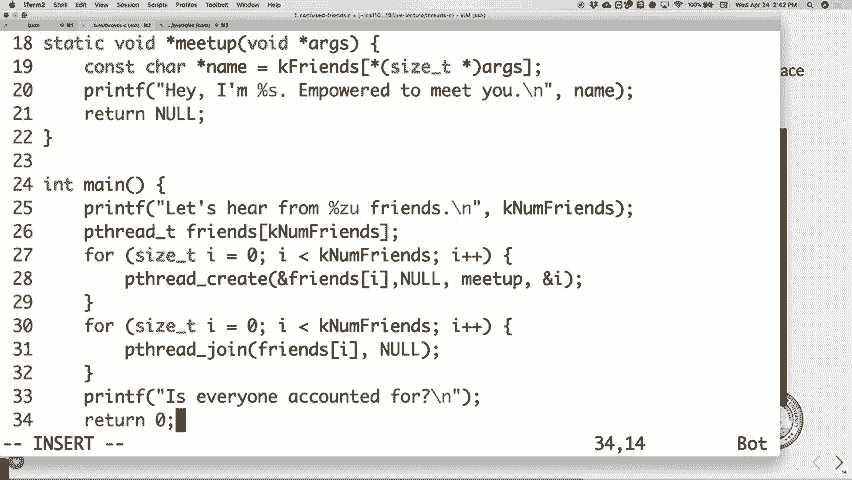 iTerm2 Shell Edit View Session Scripts Profiles Toolbelt Window Help 100% Wed Apr 24 2:42 PM
18 static void *meetup(void *args) {
19     const char *name = kFriends[*(size_t *)args];
20     printf("Hey, I'm %s. Empowered to meet you.\n", name);
21     return NULL;
22 }
23
24 int main() {
25     printf("Let's hear from %zu friends.\n", kNumFriends);
26     pthread_t friends[kNumFriends];
27     for (size_t i = 0; i < kNumFriends; i++) {
28         pthread_create(&friends[i],NULL, meetup, &i);
29     }
30     for (size_t i = 0; i < kNumFriends; i++) {
31         pthread_join(friends[i], NULL);
32     }
33     printf("Is everyone accounted for?\n");
34     return 0;
-- INSERT -- 34,14 Bot
ace
14